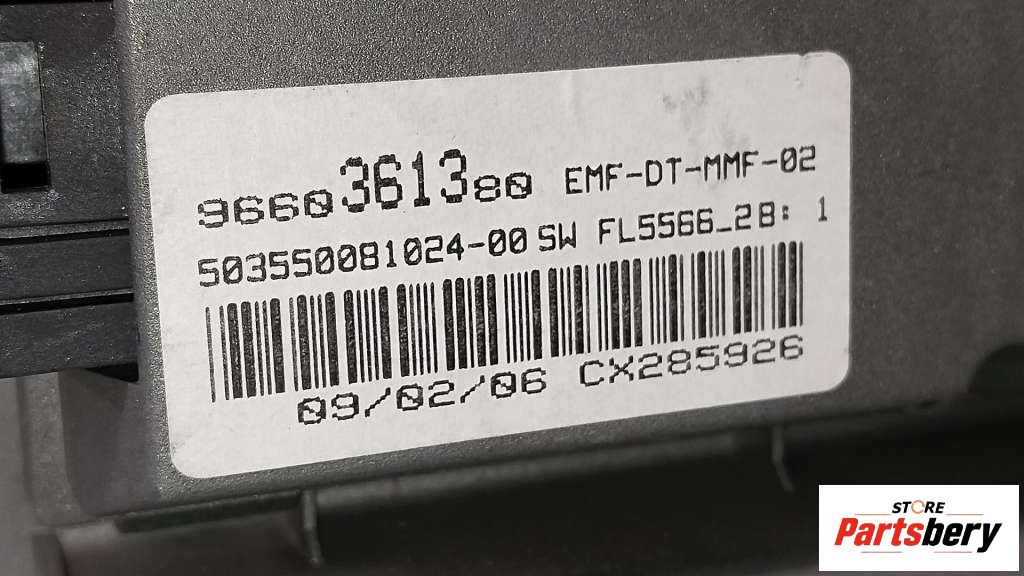 9660361380 EMF-DT-MMF-02
503550081024-00 SW FL5566_28: 1
09/02/06 CX285926
STORE
Partsbery